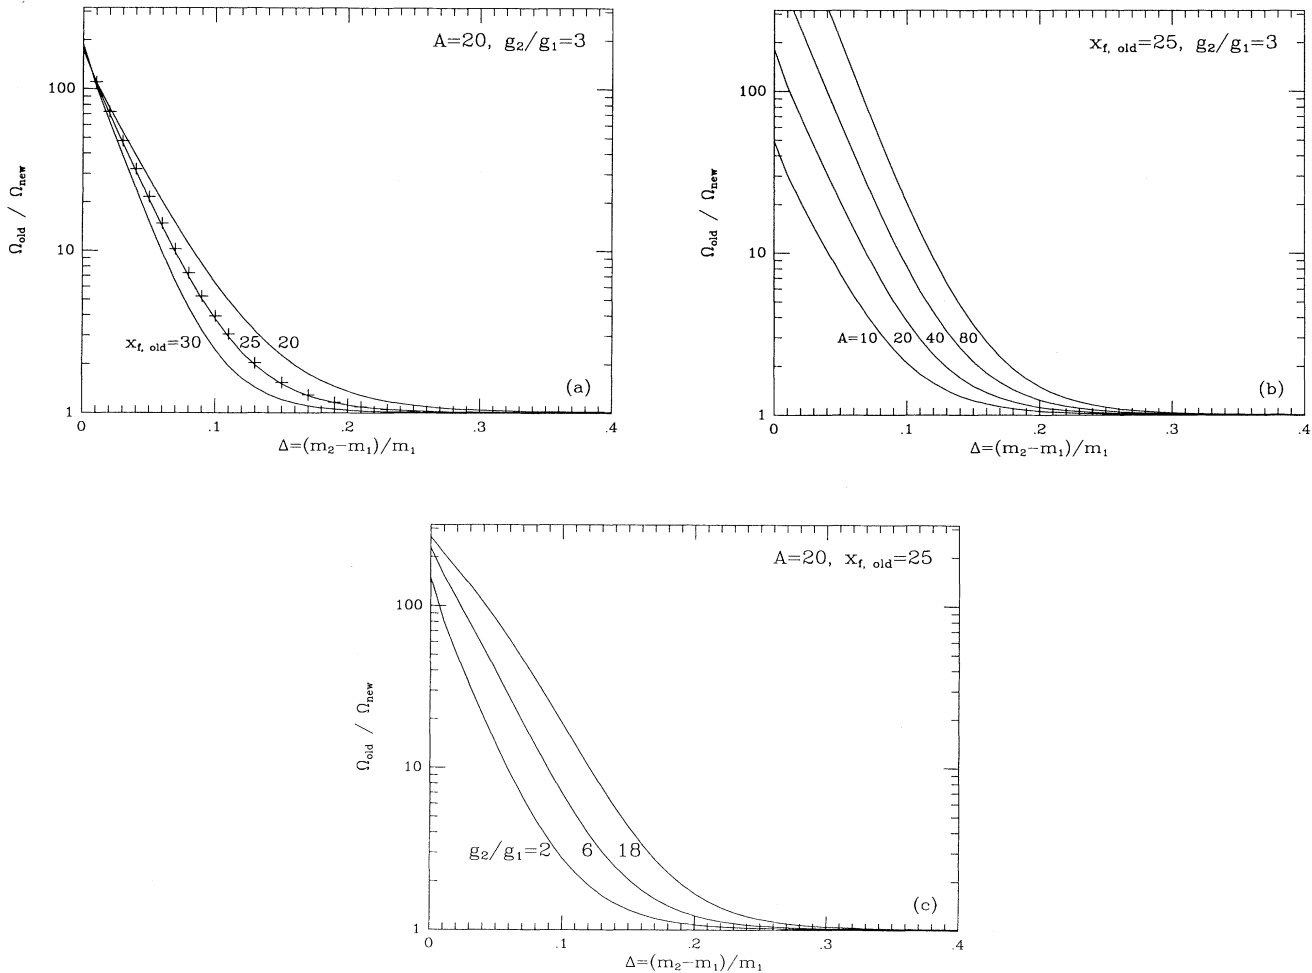 A=20, g₂/g₁=3
100
10
1
Ω_old / Ω_new
x_f, old=30
25
20
(a)
0
.1
.2
.3
.4
Δ=(m₂−m₁)/m₁
x_f, old=25, g₂/g₁=3
100
10
1
Ω_old / Ω_new
A=10
20
40
80
(b)
0
.1
.2
.3
.4
Δ=(m₂−m₁)/m₁
A=20, x_f, old=25
100
10
1
Ω_old / Ω_new
g₂/g₁=2
6
18
(c)
0
.1
.2
.3
.4
Δ=(m₂−m₁)/m₁